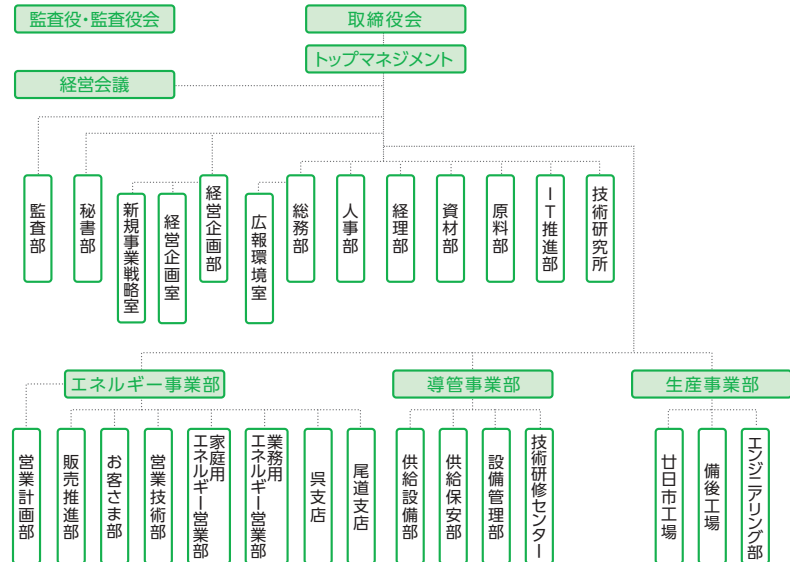 監査役・監査役会
取締役会
トップマネジメント
経営会議
監査部
秘書部
新規事業戦略室
経営企画室
経営企画部
広報環境室
総務部
人事部
経理部
資材部
原料部
IT推進部
技術研究所
エネルギー事業部
導管事業部
生産事業部
営業計画部
販売推進部
お客さま部
営業技術部
家庭用
エネルギー営業部
業務用
エネルギー営業部
呉支店
尾道支店
供給設備部
供給保安部
設備管理部
技術研修センター
廿日市工場
備後工場
エンジニアリング部